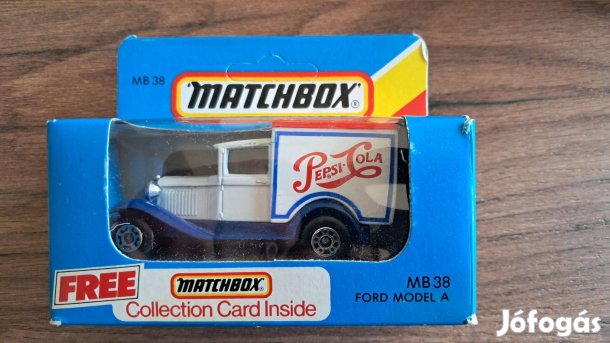 MB 38
"MATCHBOX"®
PEPSI·COLA
FREE
"MATCHBOX"
Collection Card Inside
MB 38
FORD MODEL A
Jófogás